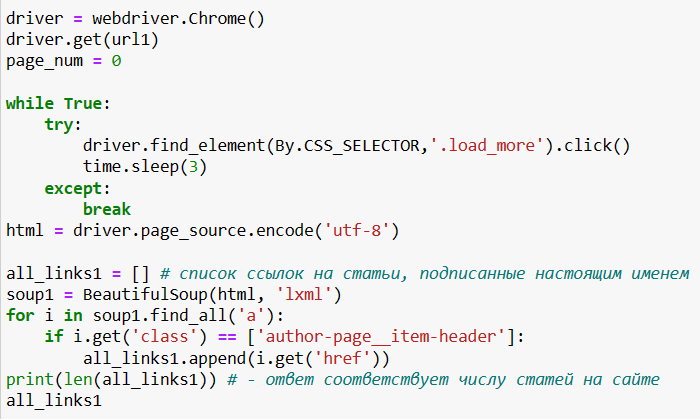 driver = webdriver.Chrome()
driver.get(url1)
page_num = 0

while True:
    try:
        driver.find_element(By.CSS_SELECTOR,'.load_more').click()
        time.sleep(3)
    except:
        break
html = driver.page_source.encode('utf-8')

all_links1 = [] # список ссылок на статьи, подписанные настоящим именем
soup1 = BeautifulSoup(html, 'lxml')
for i in soup1.find_all('a'):
    if i.get('class') == ['author-page__item-header']:
        all_links1.append(i.get('href'))
print(len(all_links1)) # - ответ соответствует числу статей на сайте
all_links1